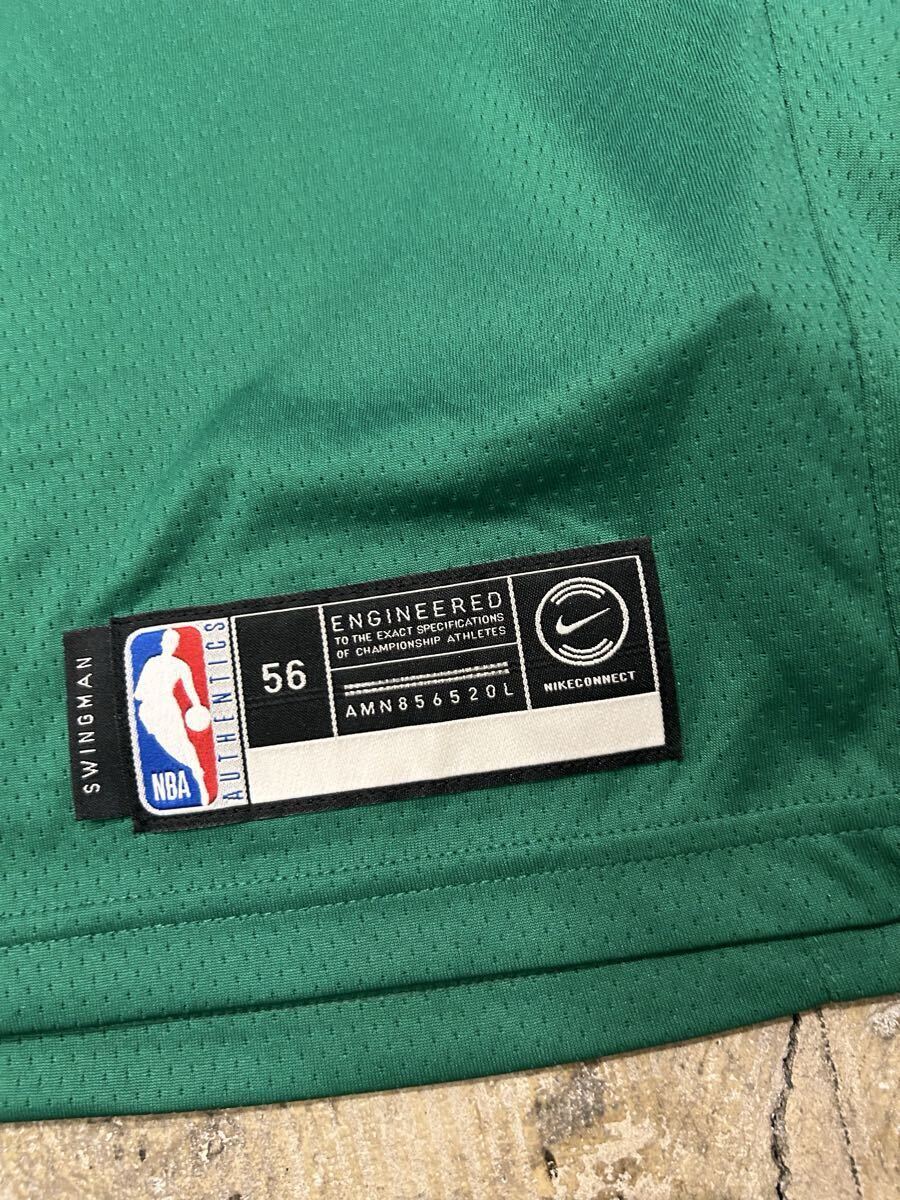 SWINGMAN
NBA
AUTHENTICS
56
ENGINEERED
TO THE EXACT SPECIFICATIONS
OF CHAMPIONSHIP ATHLETES
AMN856520L
NIKECONNECT